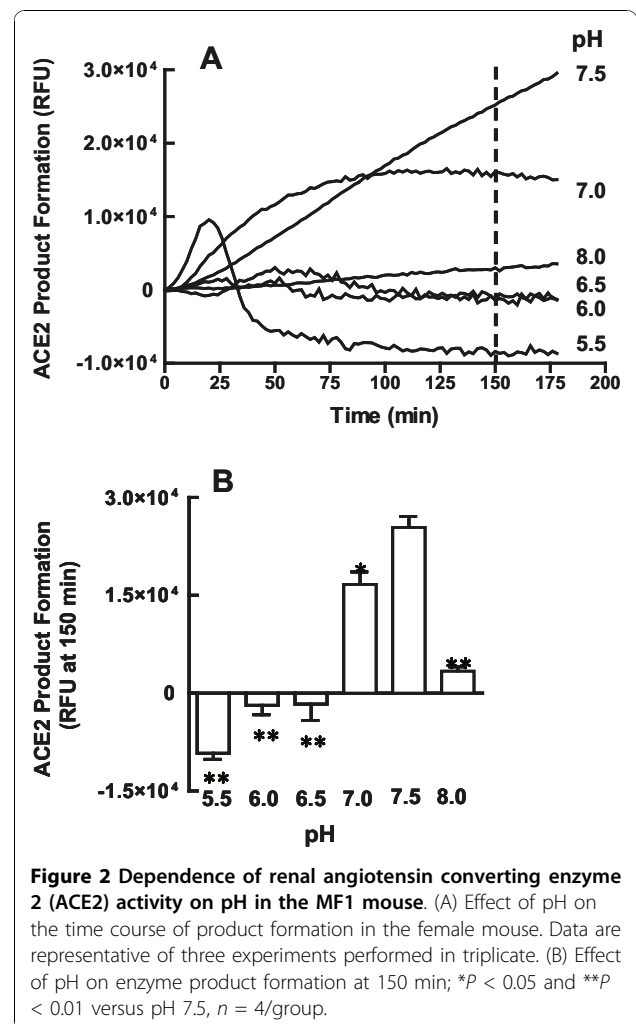 A
pH
ACE2 Product Formation (RFU)
3.0×10⁴
2.0×10⁴
1.0×10⁴
0
-1.0×10⁴
7.5
7.0
8.0
6.5
6.0
5.5
0 25 50 75 100 125 150 175 200
Time (min)
B
ACE2 Product Formation
(RFU at 150 min)
3.0×10⁴
1.5×10⁴
0
-1.5×10⁴
**
**
**
*
**
5.5 6.0 6.5 7.0 7.5 8.0
pH
Figure 2 Dependence of renal angiotensin converting enzyme
2 (ACE2) activity on pH in the MF1 mouse. (A) Effect of pH on
the time course of product formation in the female mouse. Data are
representative of three experiments performed in triplicate. (B) Effect
of pH on enzyme product formation at 150 min; *P < 0.05 and **P
< 0.01 versus pH 7.5, n = 4/group.